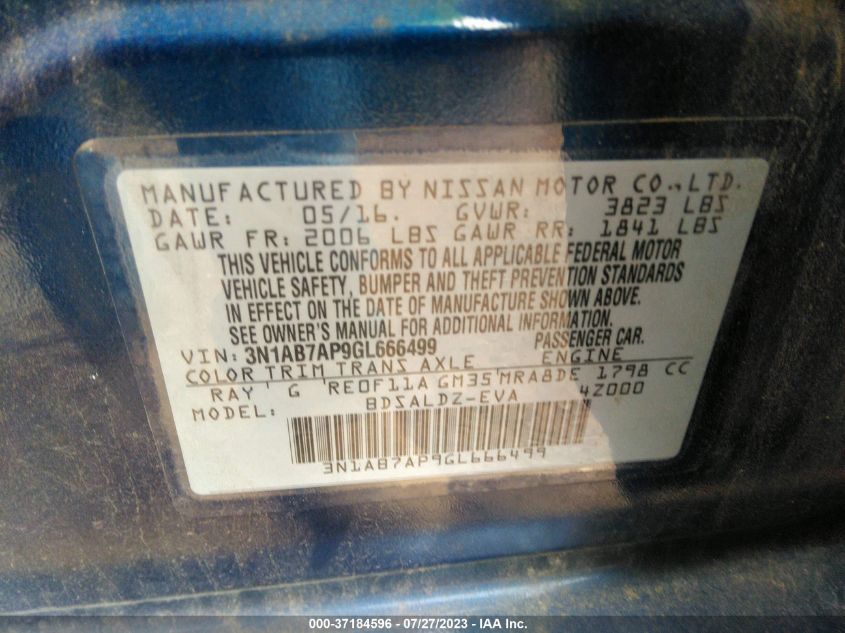 MANUFACTURED BY NISSAN MOTOR CO.,LTD.
DATE: 05/16. GVWR: 3823 LBS
GAWR FR: 2006 LBS GAWR RR: 1841 LBS
THIS VEHICLE CONFORMS TO ALL APPLICABLE FEDERAL MOTOR
VEHICLE SAFETY, BUMPER AND THEFT PREVENTION STANDARDS
IN EFFECT ON THE DATE OF MANUFACTURE SHOWN ABOVE.
SEE OWNER'S MANUAL FOR ADDITIONAL INFORMATION
VIN: 3N1AB7AP9GL666499 PASSENGER CAR.
COLOR TRIM TRANS AXLE ENGINE
RAY G RE0F11A GM35 MRA8DE 1798 CC
MODEL: BDSALDZ-EVA 4Z000
3N1AB7AP9GL666499
000-37184596 - 07/27/2023 - IAA Inc.